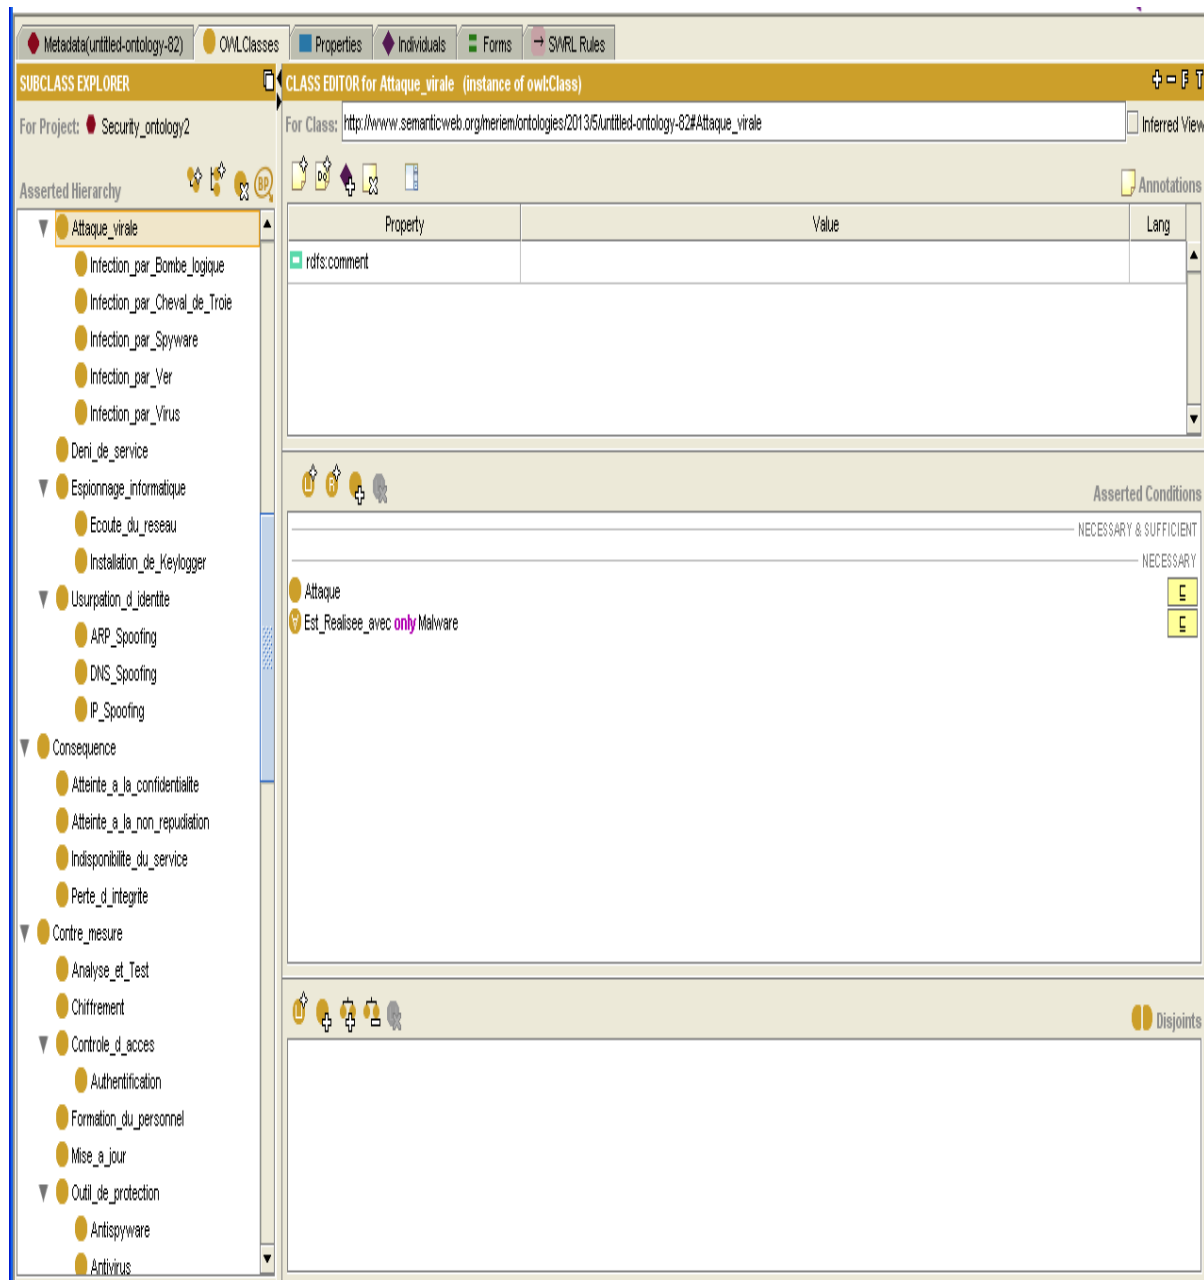 Metadata(untitled-ontology-82) OWLClasses Properties Individuals Forms SWRL Rules
SUBCLASS EXPLORER
For Project: Security_ontology2
Asserted Hierarchy
Attaque_virale
Infection_par_Bombe_logique
Infection_par_Cheval_de_Troie
Infection_par_Spyware
Infection_par_Ver
Infection_par_Virus
Deni_de_service
Espionnage_informatique
Ecoute_du_reseau
Installation_de_Keylogger
Usurpation_d_identite
ARP_Spoofing
DNS_Spoofing
IP_Spoofing
Consequence
Atteinte_a_la_confidentialite
Atteinte_a_la_non_repudiation
Indisponibilite_du_service
Perte_d_integrite
Contre_mesure
Analyse_et_Test
Chiffrement
Controle_d_acces
Authentification
Formation_du_personnel
Mise_a_jour
Outil_de_protection
Antispyware
Antivirus
CLASS EDITOR for Attaque_virale (instance of owl:Class)
For Class: http://www.semanticweb.org/meriem/ontologies/2013/5/untitled-ontology-82#Attaque_virale Inferred View
Annotations
Property Value Lang
rdfs:comment
Asserted Conditions
NECESSARY & SUFFICIENT
NECESSARY
Attaque
Est_Realisee_avec only Malware
Disjoints